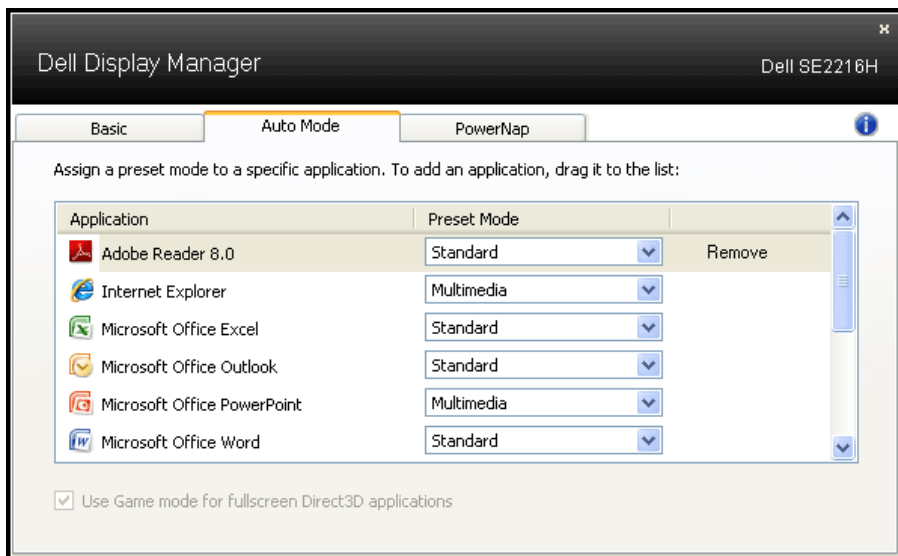 x
Dell Display Manager
Dell SE2216H
Basic
Auto Mode
PowerNap
i
Assign a preset mode to a specific application. To add an application, drag it to the list:
Application Preset Mode
Adobe Reader 8.0 Standard Remove
Internet Explorer Multimedia
Microsoft Office Excel Standard
Microsoft Office Outlook Standard
Microsoft Office PowerPoint Multimedia
Microsoft Office Word Standard
Use Game mode for fullscreen Direct3D applications